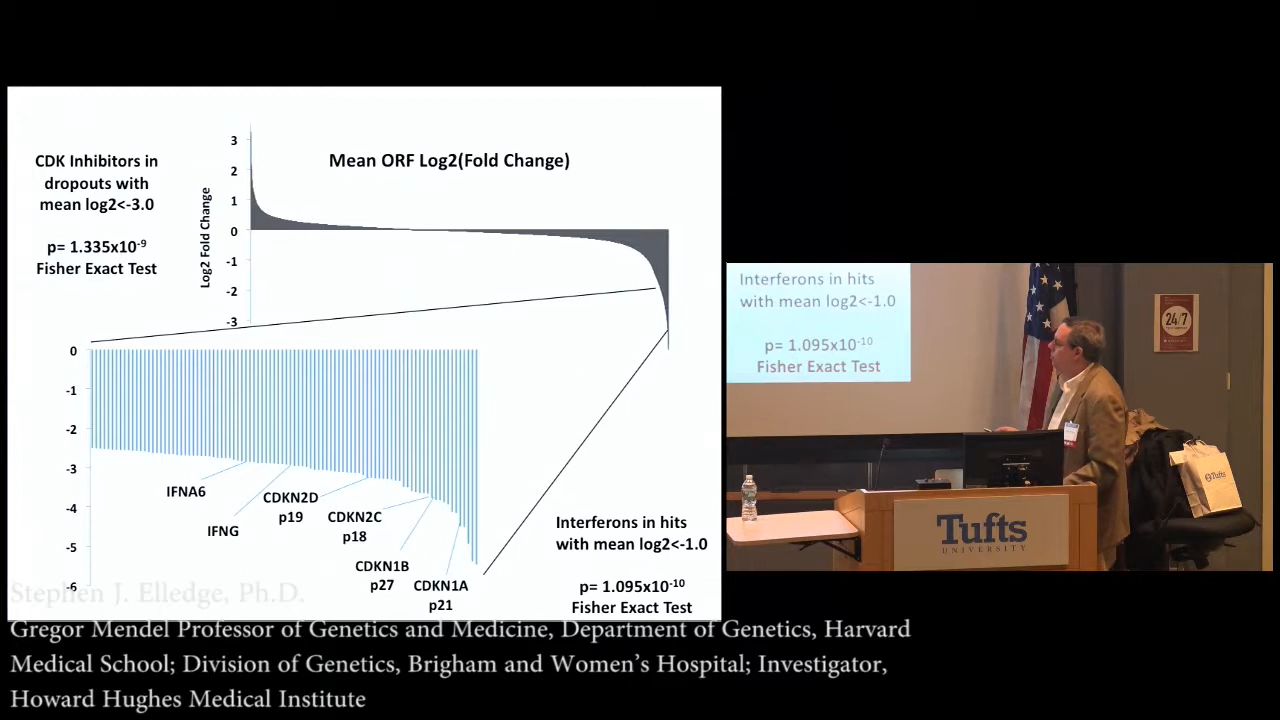 CDK Inhibitors in
dropouts with
mean log2<-3.0
p= 1.335x10-9
Fisher Exact Test
Mean ORF Log2(Fold Change)
Log2 Fold Change
3
2
1
0
-1
-2
-3
0
-1
-2
-3
-4
-5
-6
IFNA6
IFNG
CDKN2D
p19
CDKN2C
p18
CDKN1B
p27
CDKN1A
p21
Interferons in hits
with mean log2<-1.0
p= 1.095x10-10
Fisher Exact Test
Interferons in hits
with mean log2<-1.0
p= 1.095x10-10
Fisher Exact Test
24/7
Tufts
Tufts
UNIVERSITY
Stephen J. Elledge, Ph.D.
Gregor Mendel Professor of Genetics and Medicine, Department of Genetics, Harvard
Medical School; Division of Genetics, Brigham and Women's Hospital; Investigator,
Howard Hughes Medical Institute